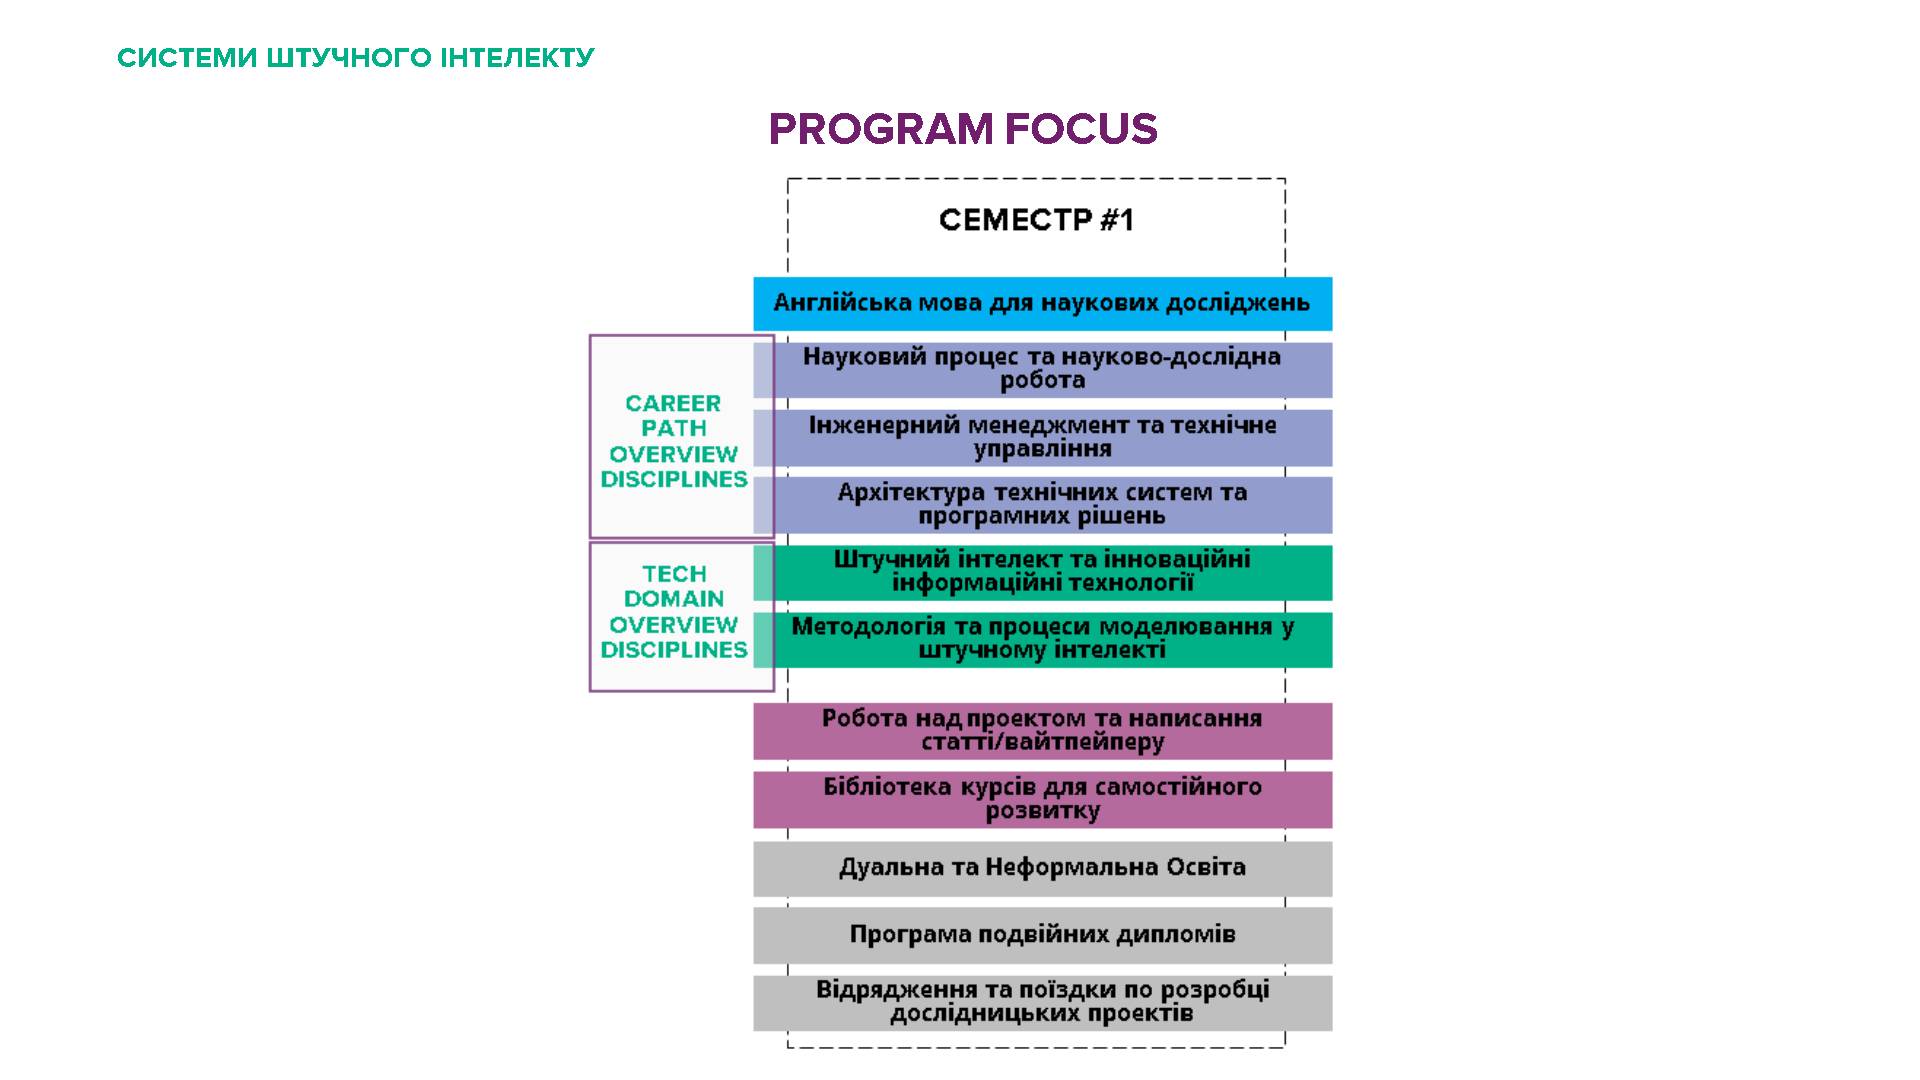 СИСТЕМИ ШТУЧНОГО ІНТЕЛЕКТУ
PROGRAM FOCUS
СЕМЕСТР #1
Англійська мова для наукових досліджень
CAREER
PATH
OVERVIEW
DISCIPLINES
Науковий процес та науково-дослідна
робота
Інженерний менеджмент та технічне
управління
Архітектура технічних систем та
програмних рішень
TECH
DOMAIN
OVERVIEW
DISCIPLINES
Штучний інтелект та інноваційні
інформаційні технології
Методологія та процеси моделювання у
штучному інтелекті
Робота над проектом та написання
статті/вайтпейперу
Бібліотека курсів для самостійного
розвитку
Дуальна та Неформальна Освіта
Програма подвійних дипломів
Відрядження та поїздки по розробці
дослідницьких проектів